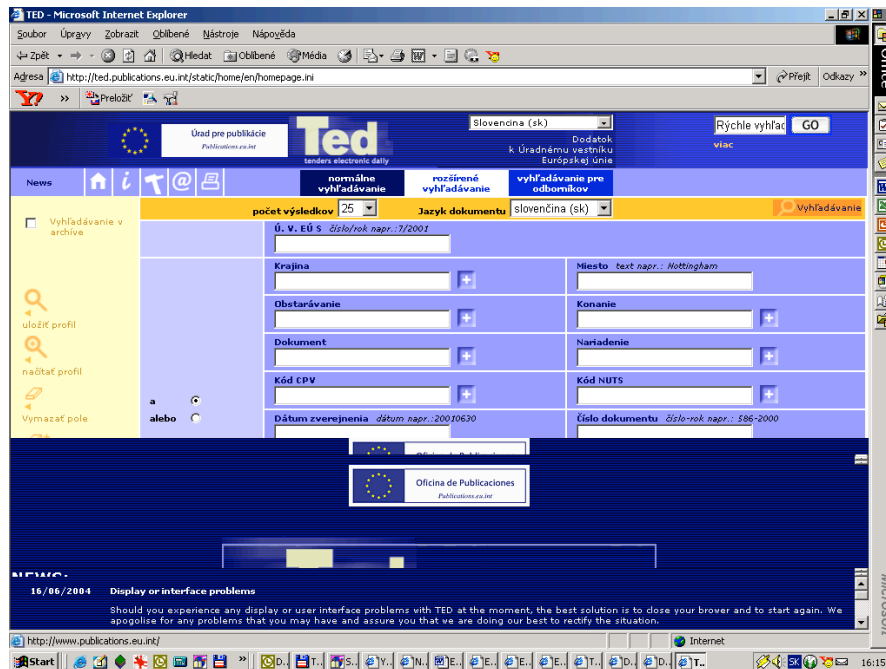 TED - Microsoft Internet Explorer
Soubor Úpravy Zobrazit Oblíbené Nástroje Nápověda
Zpět Hledat Oblíbené Média
Adresa http://ted.publications.eu.int/static/home/en/homepage.ini Přejít Odkazy »
Y7 » Preložiť
Office
Úrad pre publikácie
Publications.eu.int
Ted
tenders electronic daily
Slovencina (sk)
Dodatok
k Úradnému vestníku
Európskej únie
Rýchle vyhľad GO
viac
News
normálne vyhľadávanie
rozšírené vyhľadávanie
vyhľadávanie pre odborníkov
počet výsledkov 25 Jazyk dokumentu slovenčina (sk) Vyhľadávanie
Vyhľadávanie v archíve
uložiť profil
načítať profil
Vymazať pole
a
alebo
Ú. V. EÚ S číslo/rok napr.:7/2001
Krajina
Miesto text napr.: Nottingham
Obstarávanie
Konanie
Dokument
Nariadenie
Kód CPV
Kód NUTS
Dátum zverejnenia dátum napr.:20010630
Číslo dokumentu číslo-rok napr.: 586-2000
Oficina de Publicaciones
Publications.eu.int
NEWS:
16/06/2004 Display or interface problems
Should you experience any display or user interface problems with TED at the moment, the best solution is to close your brower and to start again. We
apogolise for any problems that you may have and assure you that we are doing our best to rectify the situation.
http://www.publications.eu.int/ Internet
Start » D.. T.. S.. Y.. N.. E.. E.. E.. E.. T.. D.. D.. T.. SK